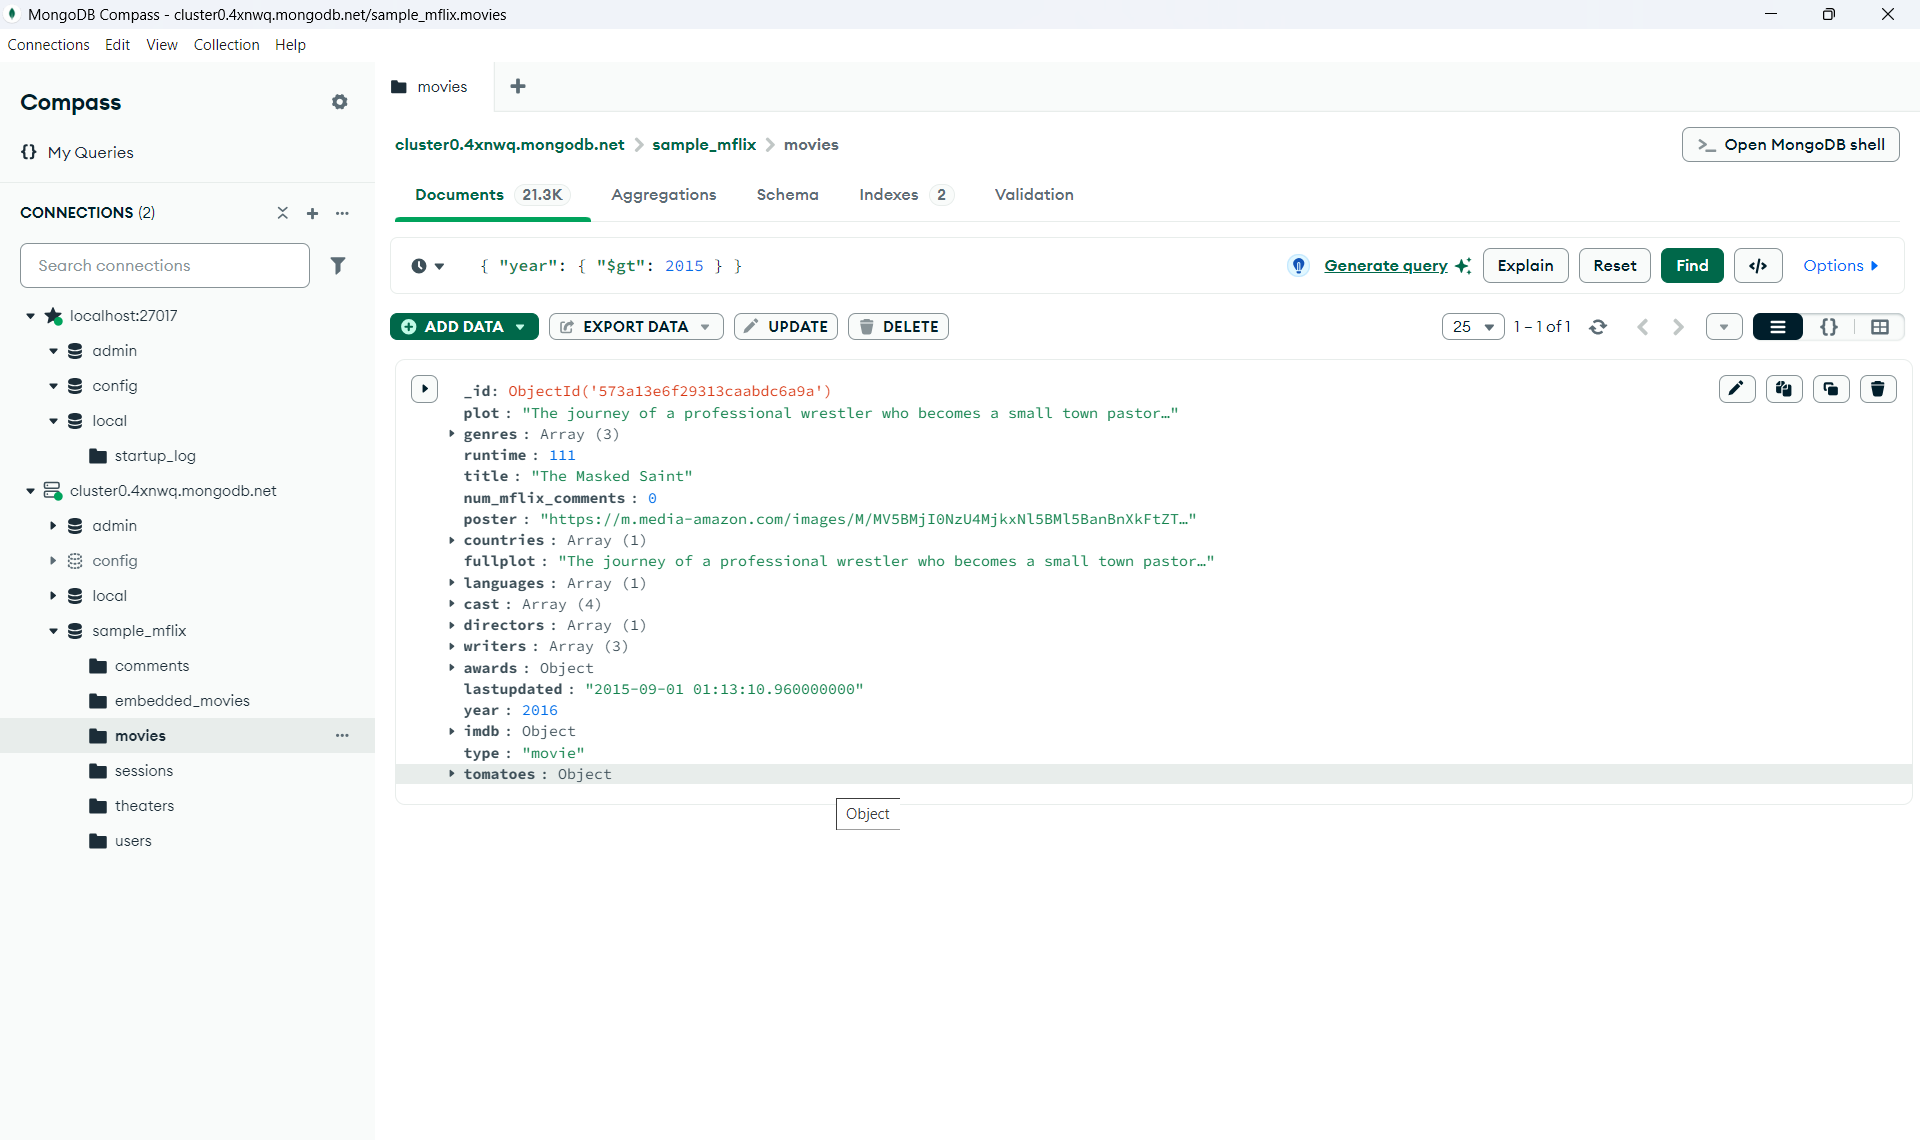 MongoDB Compass - cluster0.4xnwq.mongodb.net/sample_mflix.movies
Connections Edit View Collection Help
Compass
My Queries
CONNECTIONS (2)
Search connections
localhost:27017
admin
config
local
startup_log
cluster0.4xnwq.mongodb.net
admin
config
local
sample_mflix
comments
embedded_movies
movies
sessions
theaters
users
movies
cluster0.4xnwq.mongodb.net > sample_mflix > movies
>_ Open MongoDB shell
Documents 21.3K Aggregations Schema Indexes 2 Validation
{ "year": { "$gt": 2015 } }
Generate query Explain Reset Find </> Options
ADD DATA EXPORT DATA UPDATE DELETE
25 1 – 1 of 1 {}
_id: ObjectId('573a13e6f29313caabdc6a9a')
plot : "The journey of a professional wrestler who becomes a small town pastor…"
genres : Array (3)
runtime : 111
title : "The Masked Saint"
num_mflix_comments : 0
poster : "https://m.media-amazon.com/images/M/MV5BMjI0NzU4MjkxNl5BMl5BanBnXkFtZT…"
countries : Array (1)
fullplot : "The journey of a professional wrestler who becomes a small town pastor…"
languages : Array (1)
cast : Array (4)
directors : Array (1)
writers : Array (3)
awards : Object
lastupdated : "2015-09-01 01:13:10.960000000"
year : 2016
imdb : Object
type : "movie"
tomatoes : Object
Object